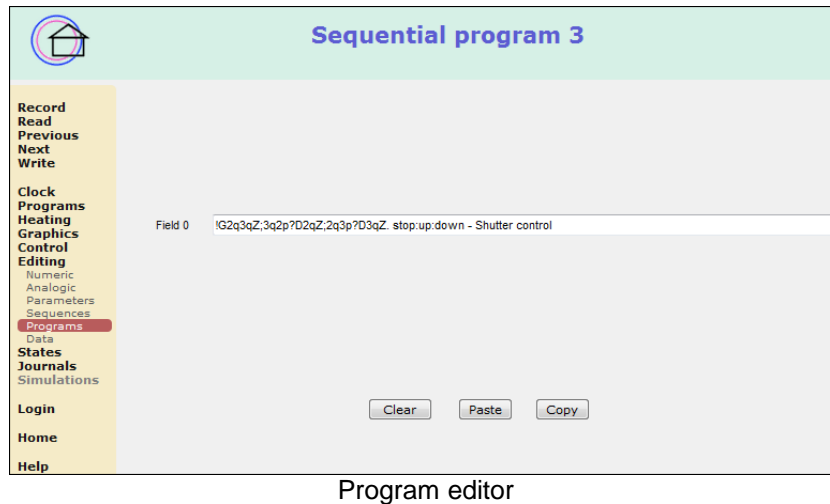 Sequential program 3
Record
Read
Previous
Next
Write
Clock
Programs
Heating
Graphics
Control
Editing
Numeric
Analogic
Parameters
Sequences
Programs
Data
States
Journals
Simulations
Login
Home
Help
Field 0 !G2q3qZ;3q2p?D2qZ;2q3p?D3qZ. stop:up:down - Shutter control
Clear Paste Copy
Program editor